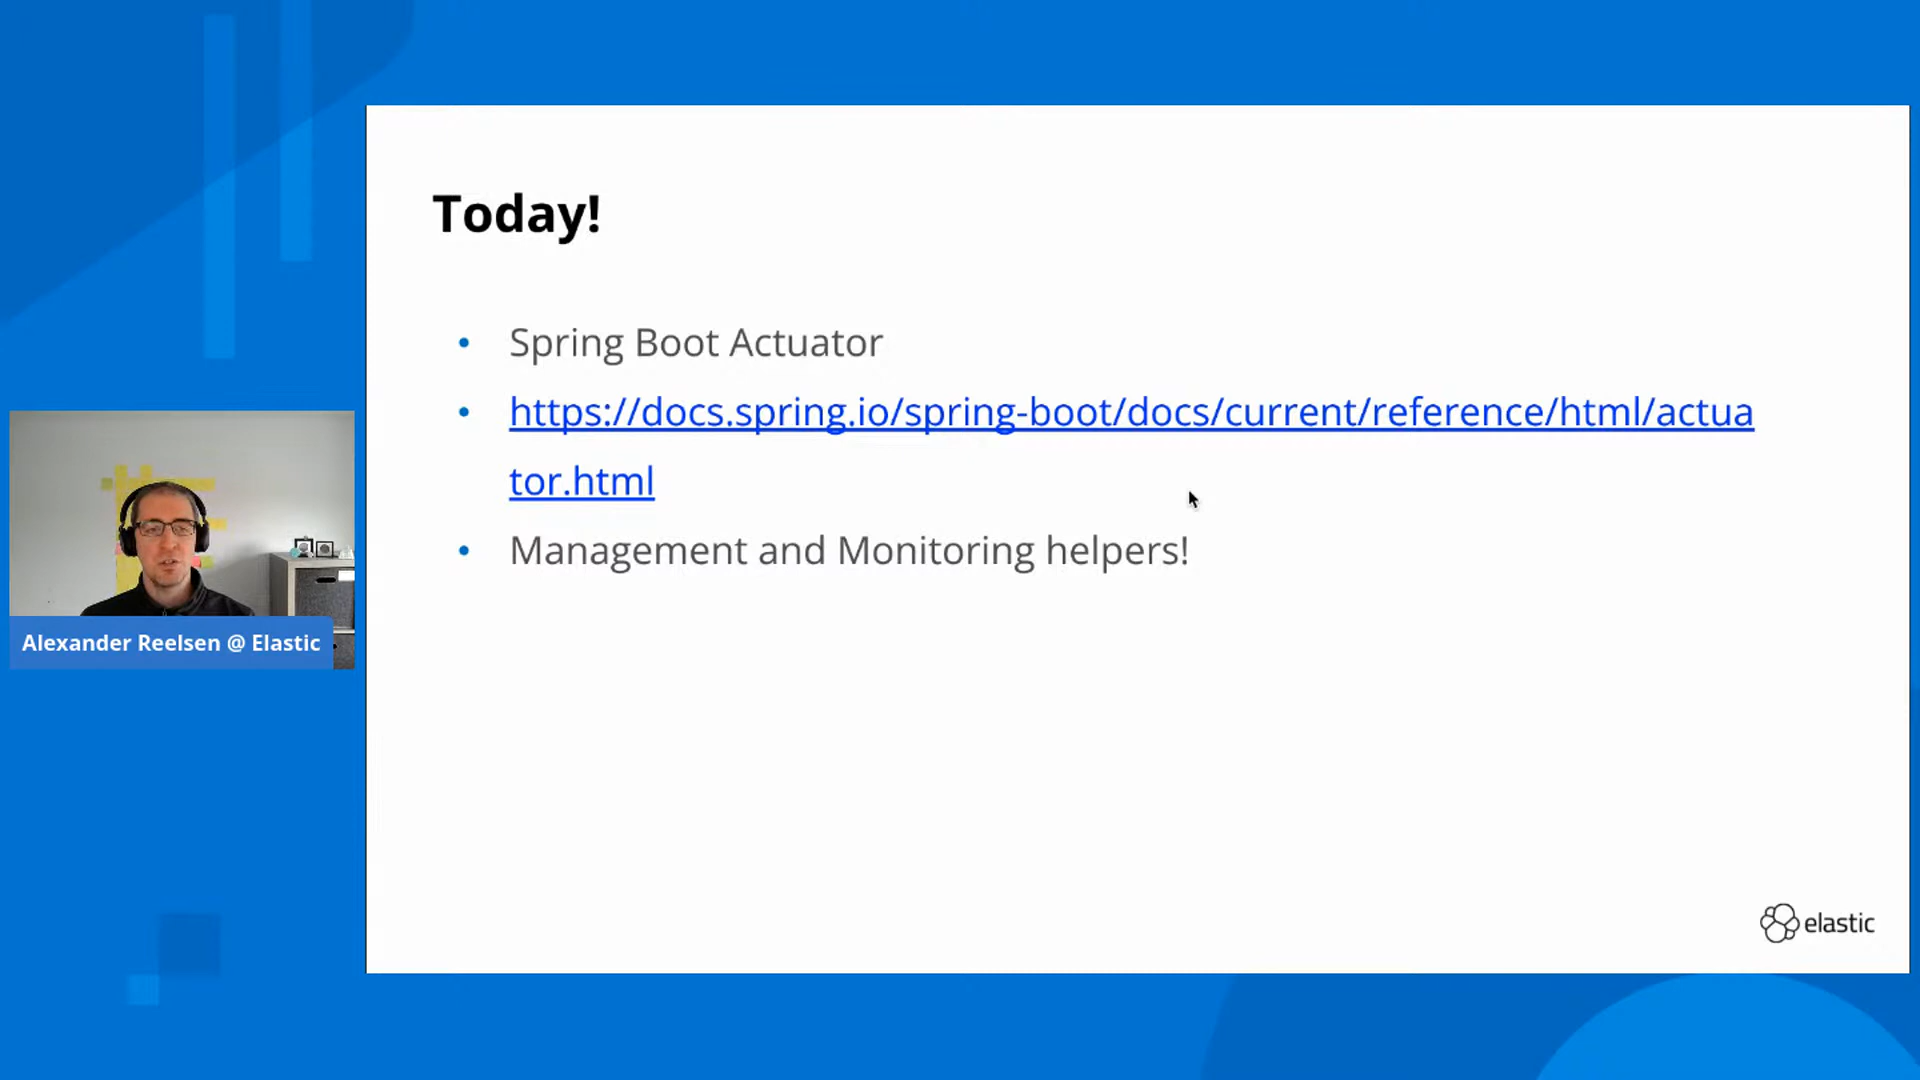 Today!
Spring Boot Actuator
https://docs.spring.io/spring-boot/docs/current/reference/html/actua
tor.html
Management and Monitoring helpers!
Alexander Reelsen @ Elastic
elastic